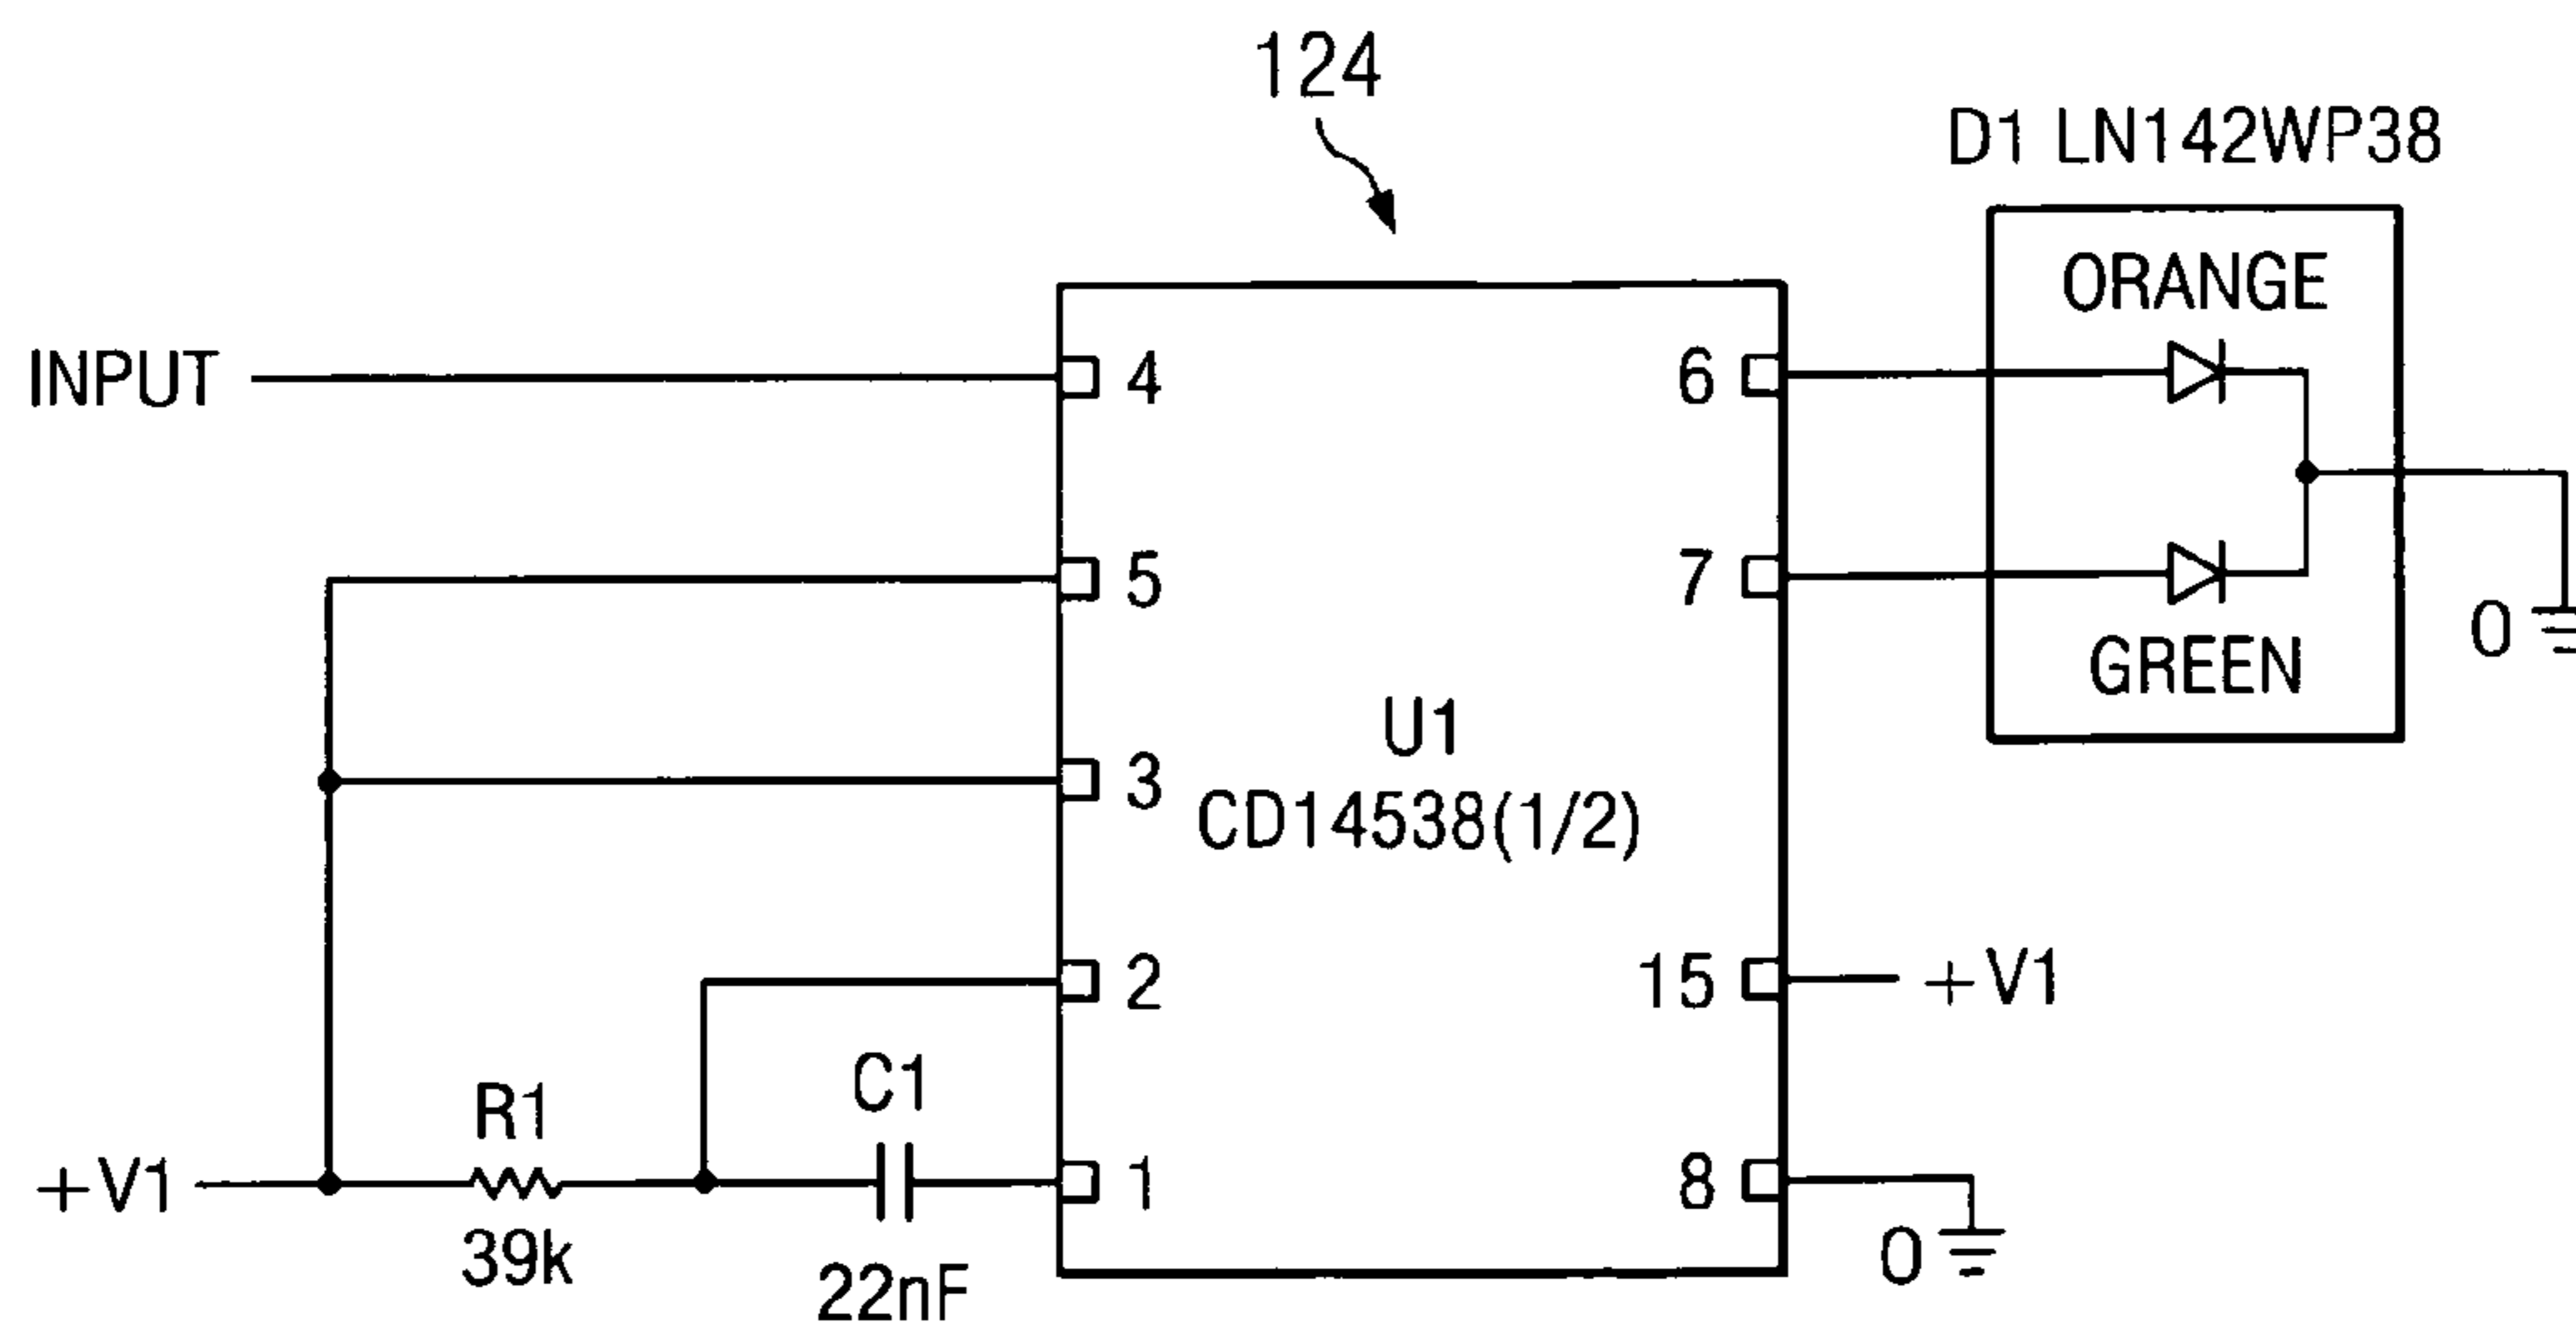 124
D1 LN142WP38
ORANGE
INPUT
4
6
5
7
GREEN
0
U1
CD14538(1/2)
3
2
15
+V1
C1
R1
+V1
1
8
39k
22nF
0